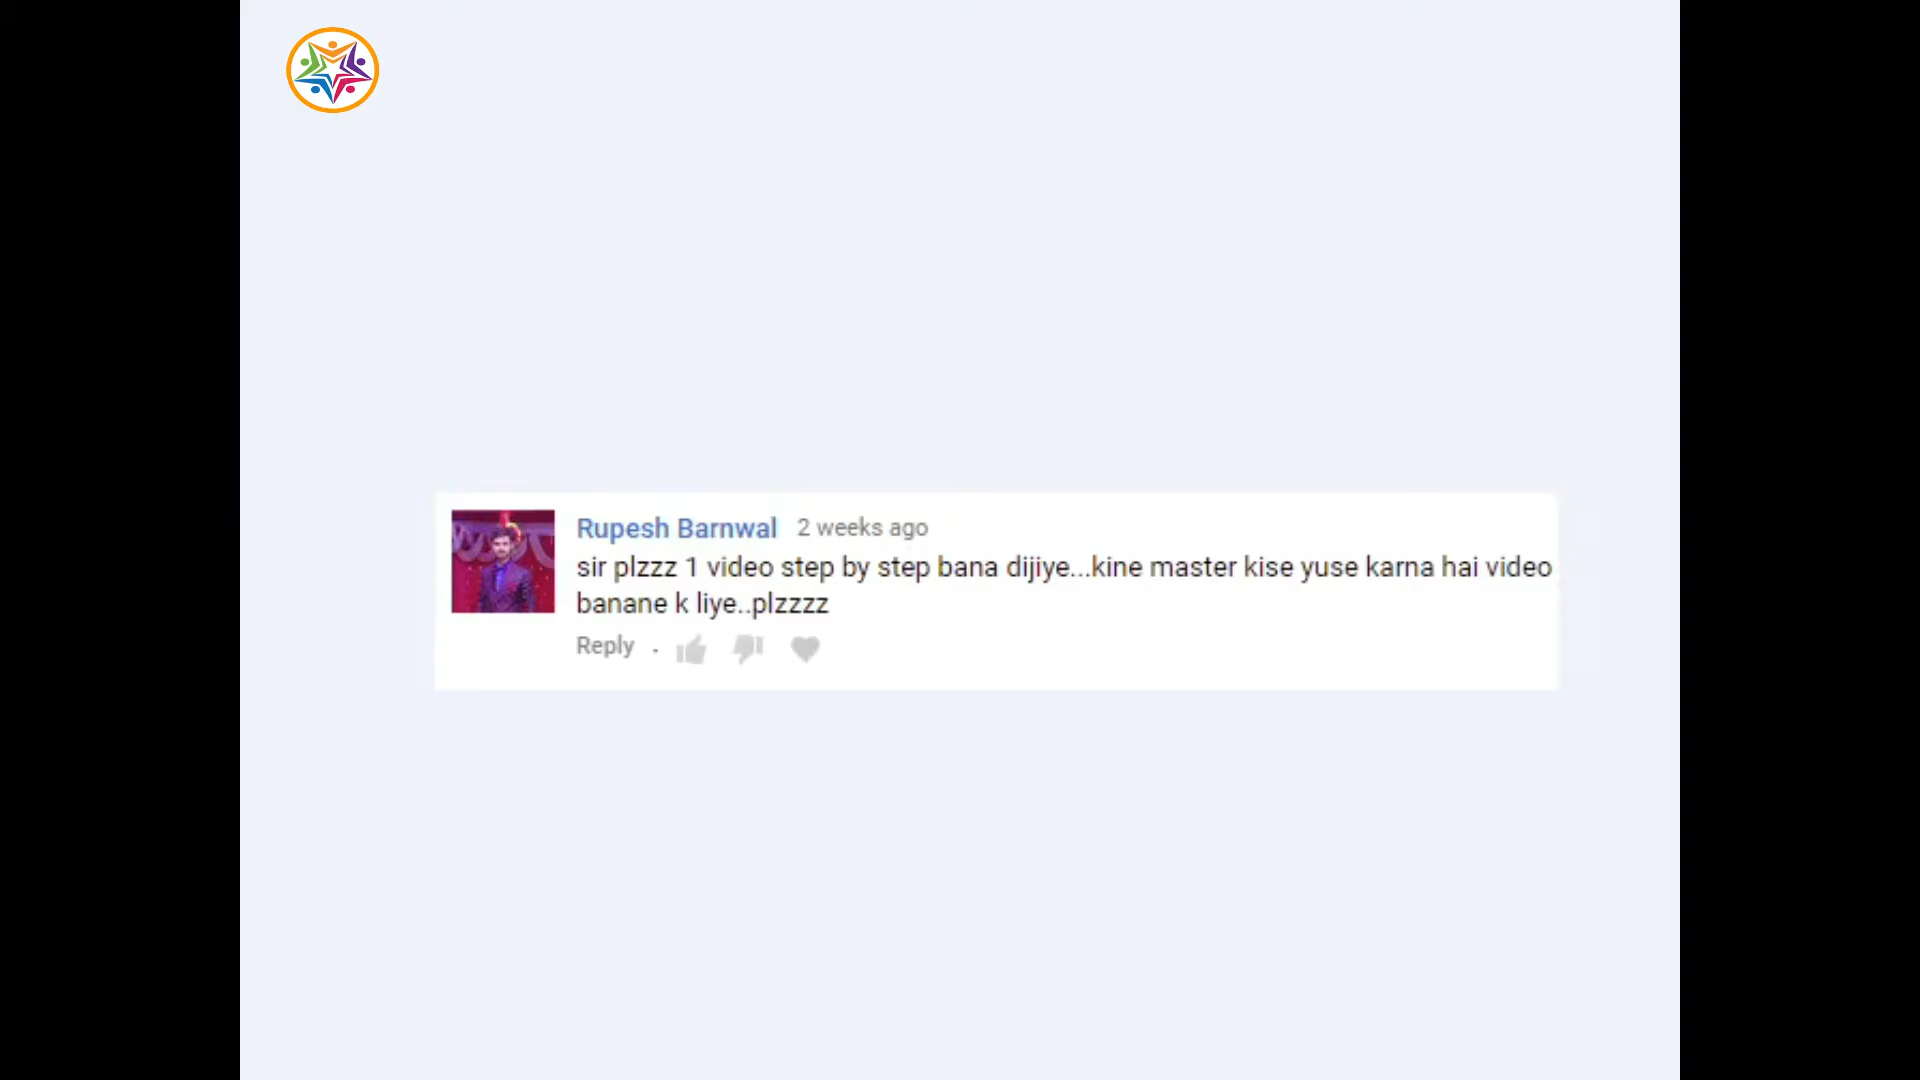 Rupesh Barnwal 2 weeks ago
sir plzzz 1 video step by step bana dijiye...kine master kise yuse karna hai video
banane k liye..plzzzz
Reply .